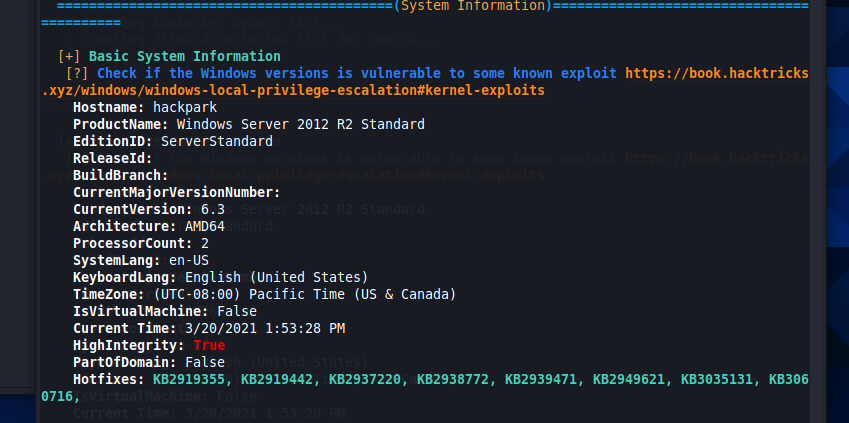 ============================================(System Information)================================
==========
[+] Basic System Information
[?] Check if the Windows versions is vulnerable to some known exploit https://book.hacktricks
.xyz/windows/windows-local-privilege-escalation#kernel-exploits
Hostname: hackpark
ProductName: Windows Server 2012 R2 Standard
EditionID: ServerStandard
ReleaseId:
BuildBranch:
CurrentMajorVersionNumber:
CurrentVersion: 6.3
Architecture: AMD64
ProcessorCount: 2
SystemLang: en-US
KeyboardLang: English (United States)
TimeZone: (UTC-08:00) Pacific Time (US & Canada)
IsVirtualMachine: False
Current Time: 3/20/2021 1:53:28 PM
HighIntegrity: True
PartOfDomain: False
Hotfixes: KB2919355, KB2919442, KB2937220, KB2938772, KB2939471, KB2949621, KB3035131, KB306
0716,